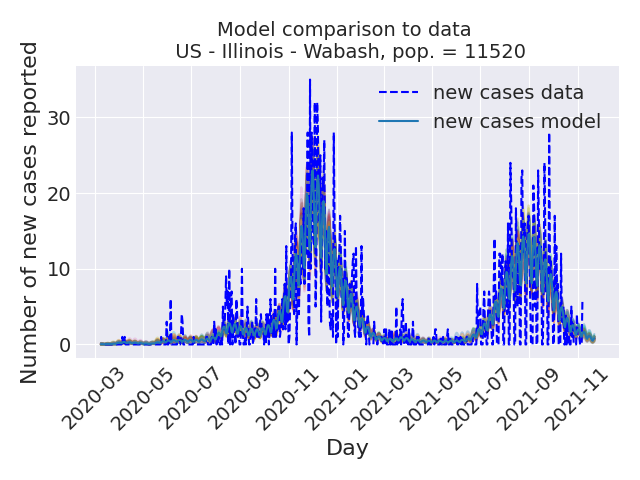 Model comparison to data
US - Illinois - Wabash, pop. = 11520
Number of new cases reported
30
20
10
0
new cases data
new cases model
2020-03
2020-05
2020-07
2020-09
2020-11
2021-01
2021-03
2021-05
2021-07
2021-09
2021-11
Day